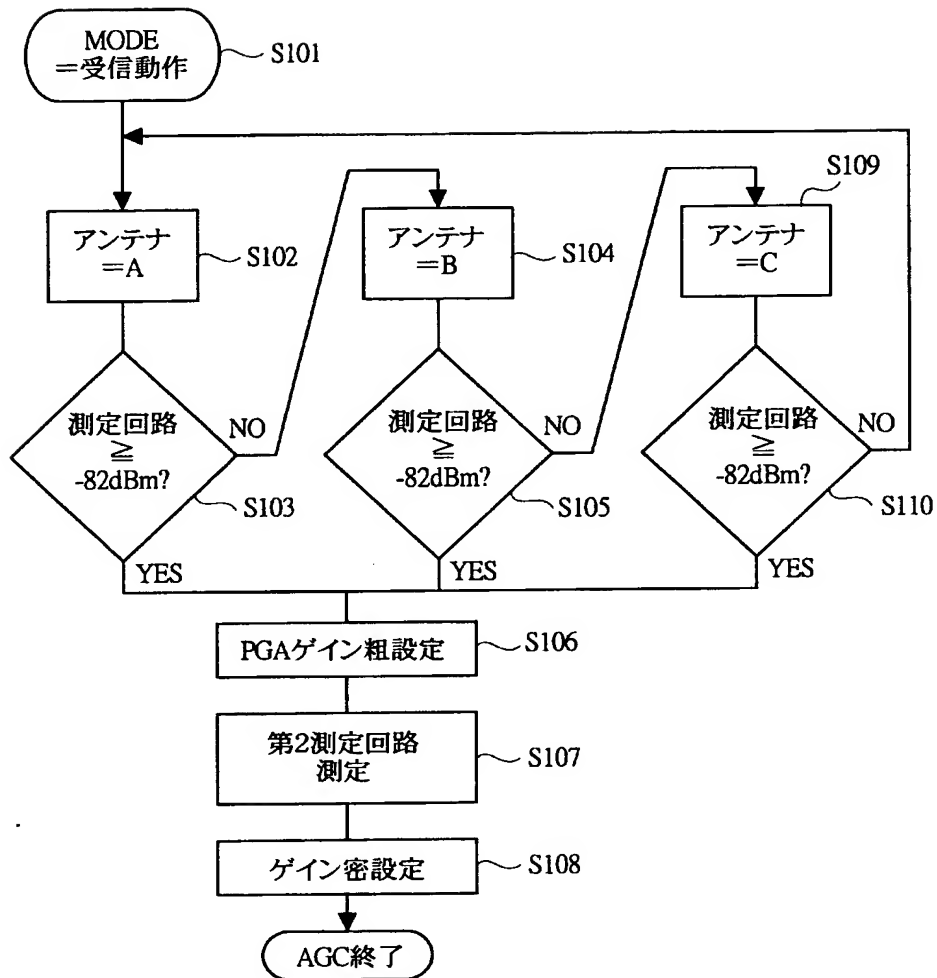 MODE
=受信動作
S101
アンテナ
=A
S102
アンテナ
=B
S104
アンテナ
=C
S109
測定回路
≧
-82dBm?
NO
S103
YES
測定回路
≧
-82dBm?
NO
S105
YES
測定回路
≧
-82dBm?
NO
S110
YES
PGAゲイン粗設定
S106
第2測定回路
測定
S107
ゲイン密設定
S108
AGC終了